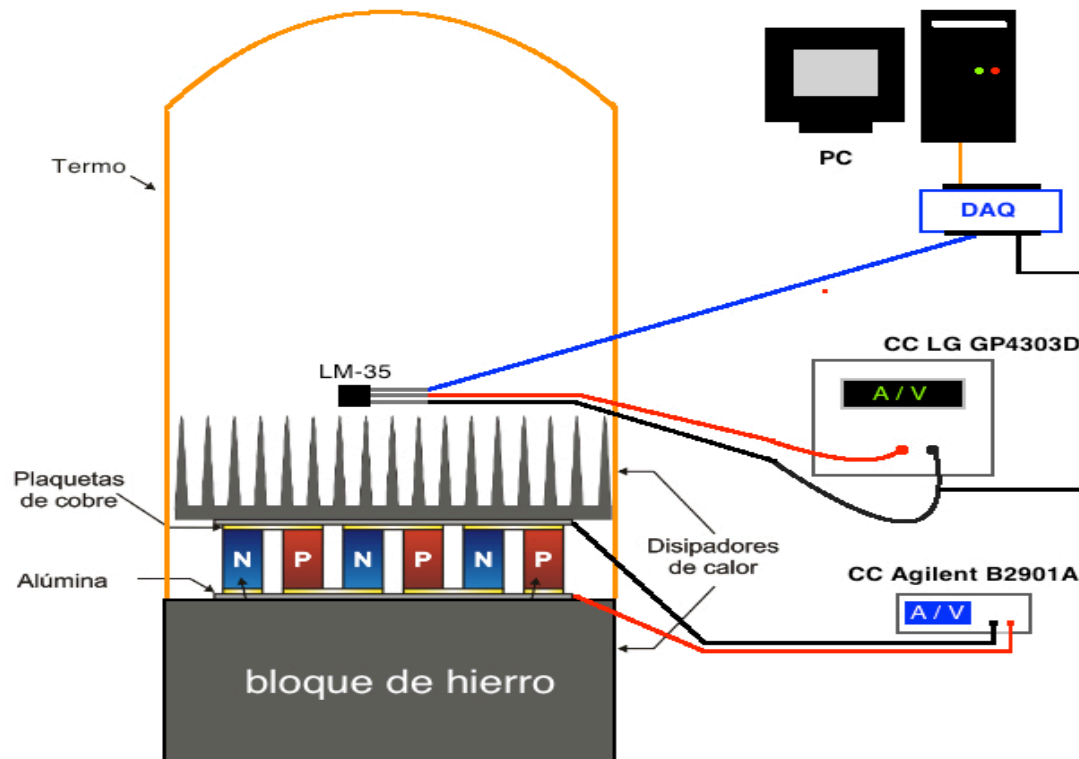 PC
Termo
DAQ
CC LG GP4303D
LM-35
A / V
Plaquetas
de cobre
N P N P N P
Disipadores
de calor
Alúmina
CC Agilent B2901A
A / V
bloque de hierro